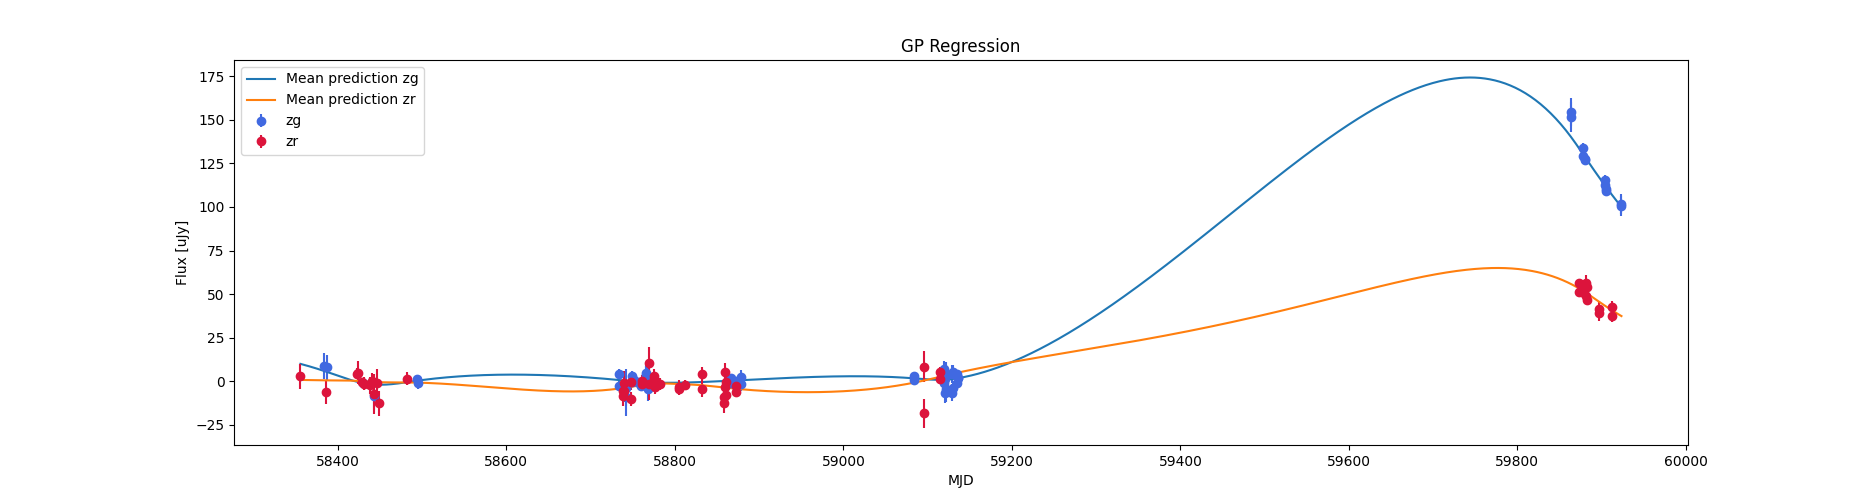 GP Regression
Mean prediction zg
Mean prediction zr
zg
zr
175
150
125
100
75
50
25
0
−25
Flux [uJy]
58400
58600
58800
59000
59200
59400
59600
59800
60000
MJD